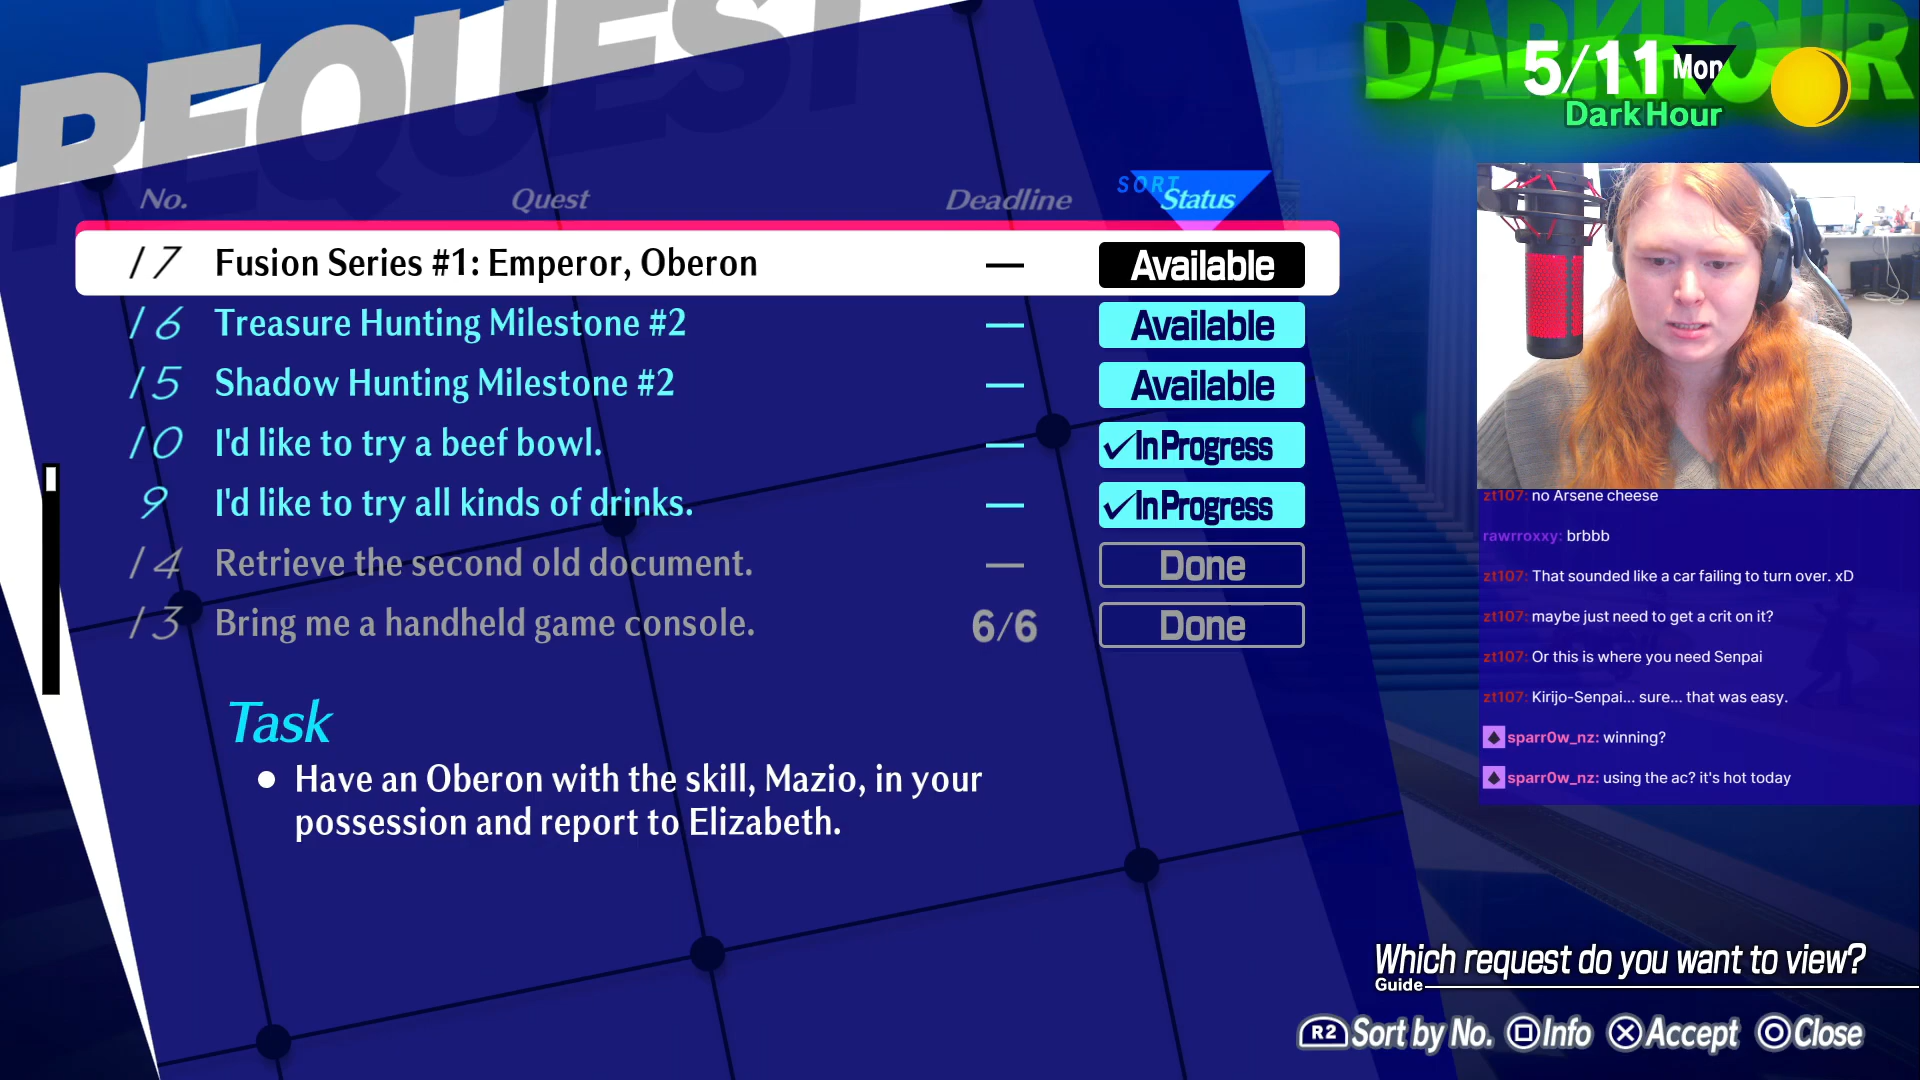 REQUEST
DARKHOUR
5/11 Mon
Dark Hour
No. Quest Deadline SORT Status
17 Fusion Series #1: Emperor, Oberon — Available
16 Treasure Hunting Milestone #2 — Available
15 Shadow Hunting Milestone #2 — Available
10 I'd like to try a beef bowl. — In Progress
9 I'd like to try all kinds of drinks. — In Progress
14 Retrieve the second old document. — Done
13 Bring me a handheld game console. 6/6 Done
Task
• Have an Oberon with the skill, Mazio, in your
possession and report to Elizabeth.
zt107: no Arsene cheese
rawrroxxy: brbbb
zt107: That sounded like a car failing to turn over. xD
zt107: maybe just need to get a crit on it?
zt107: Or this is where you need Senpai
zt107: Kirijo-Senpai... sure... that was easy.
sparr0w_nz: winning?
sparr0w_nz: using the ac? it's hot today
Which request do you want to view?
Guide
R2 Sort by No. Info Accept Close